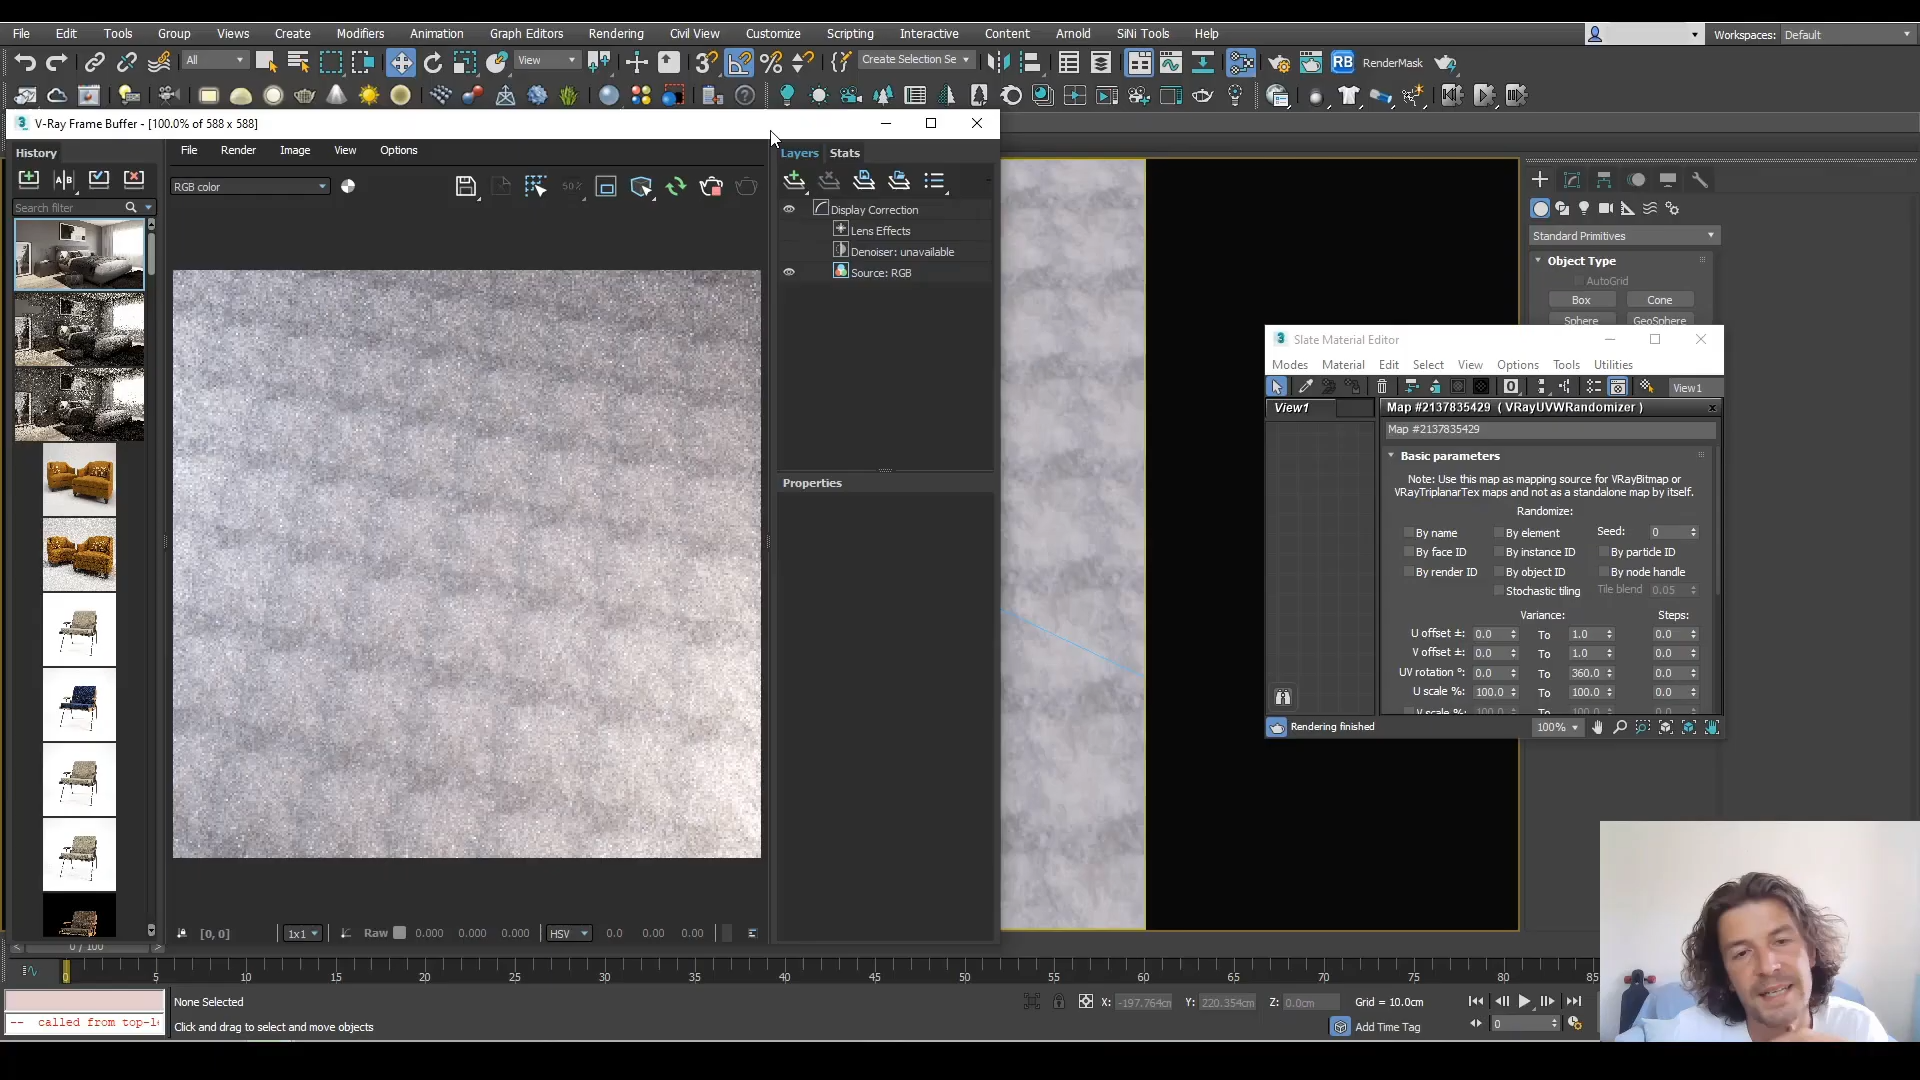 File Edit Tools Group Views Create Modifiers Animation Graph Editors Rendering Civil View Customize Scripting Interactive Content Arnold SiNi Tools Help
Workspaces: Default
All
View
Create Selection Se
RB RenderMask
V-Ray Frame Buffer - [100.0% of 588 x 588]
History
File Render Image View Options
Layers Stats
RGB color
50%
Search filter
Display Correction
Lens Effects
Denoiser: unavailable
Source: RGB
Properties
[0, 0]
1x1
Raw 0.000 0.000 0.000
HSV 0.0 0.00 0.00
Standard Primitives
Object Type
AutoGrid
Box Cone
Sphere GeoSphere
Slate Material Editor
Modes Material Edit Select View Options Tools Utilities
View1
View1
Map #2137835429 ( VRayUVWRandomizer )
Map #2137835429
Basic parameters
Note: Use this map as mapping source for VRayBitmap or
VRayTriplanarTex maps and not as a standalone map by itself.
Randomize:
By name By element Seed: 0
By face ID By instance ID By particle ID
By render ID By object ID By node handle
Stochastic tiling Tile blend 0.05
Variance: Steps:
U offset ±: 0.0 To 1.0 0.0
V offset ±: 0.0 To 1.0 0.0
UV rotation °: 0.0 To 360.0 0.0
U scale %: 100.0 To 100.0 0.0
V scale %: 100.0 To 100.0 0.0
Rendering finished
100%
0 / 100
0 5 10 15 20 25 30 35 40 45 50 55 60 65 70 75 80 85
None Selected
X: -197.764cm Y: 220.354cm Z: 0.0cm Grid = 10.0cm
-- called from top-l
Click and drag to select and move objects
Add Time Tag
0